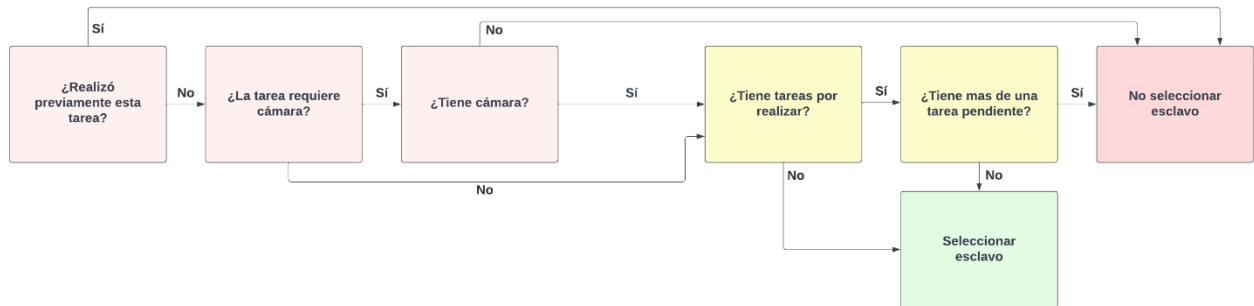 Sí
No
¿Realizó
previamente esta
tarea?
No
¿La tarea requiere
cámara?
Sí
¿Tiene cámara?
Sí
¿Tiene tareas por
realizar?
Sí
¿Tiene mas de una
tarea pendiente?
Sí
No seleccionar
esclavo
No
No
No
Seleccionar
esclavo